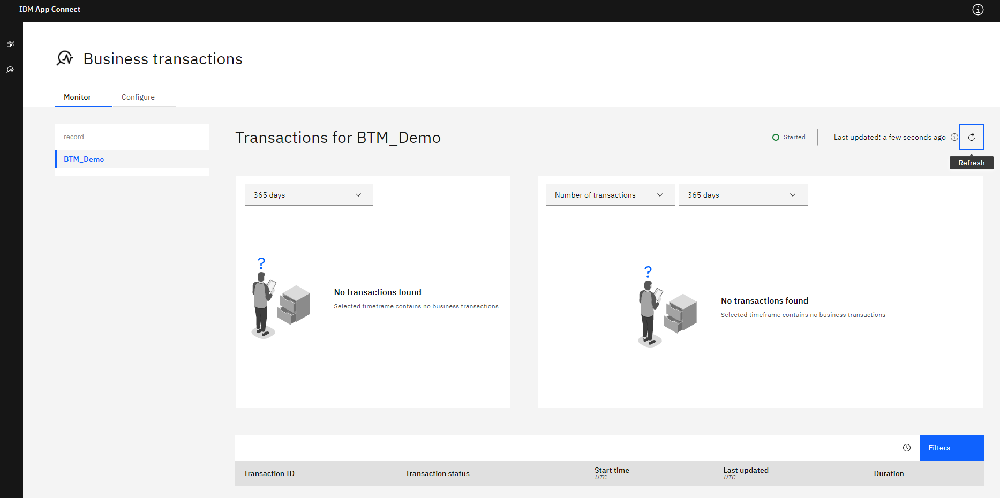 IBM App Connect
Business transactions
Monitor
Configure
record
BTM_Demo
Transactions for BTM_Demo
Started
Last updated: a few seconds ago
Refresh
365 days
Number of transactions
365 days
?
No transactions found
Selected timeframe contains no business transactions
?
No transactions found
Selected timeframe contains no business transactions
Filters
Transaction ID
Transaction status
Start time
UTC
Last updated
UTC
Duration